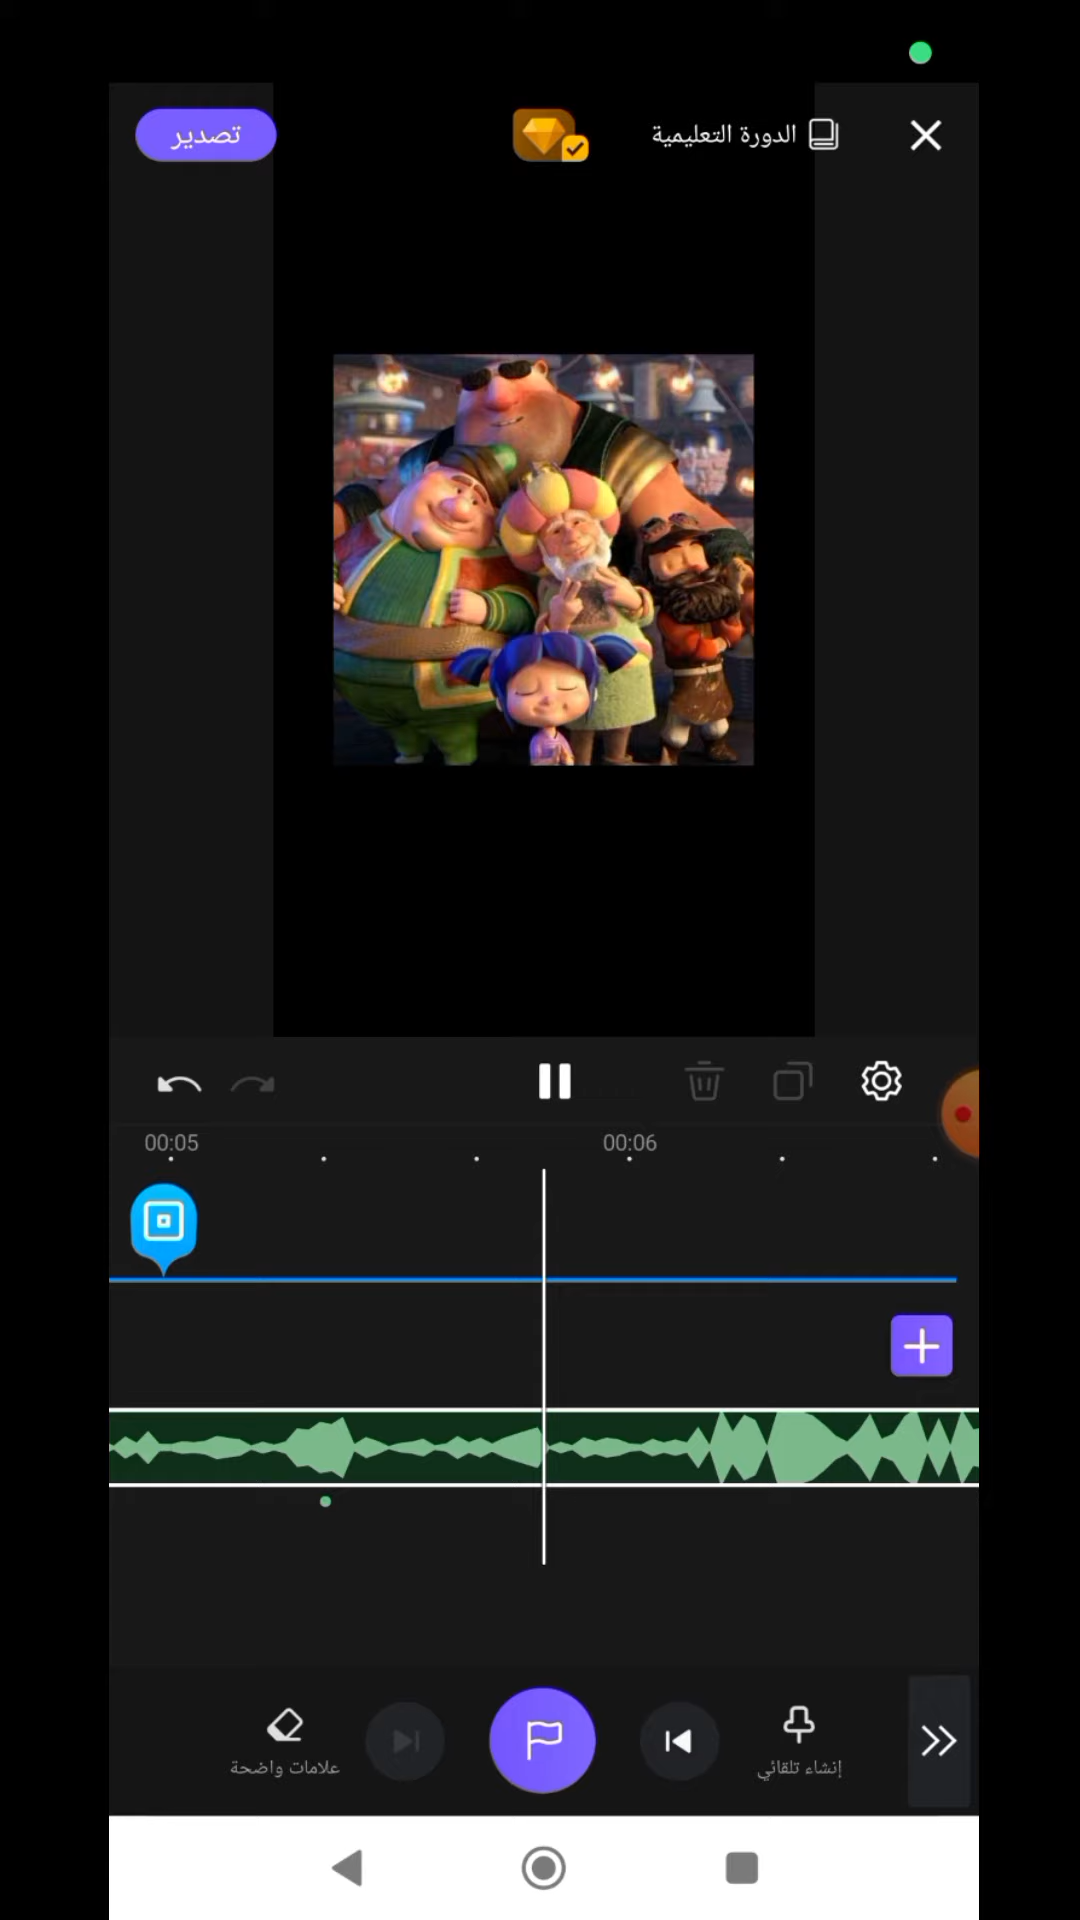 الدورة التعليمية
تصدير
00:05
00:06
إنشاء تلقائي
علامات واضحة